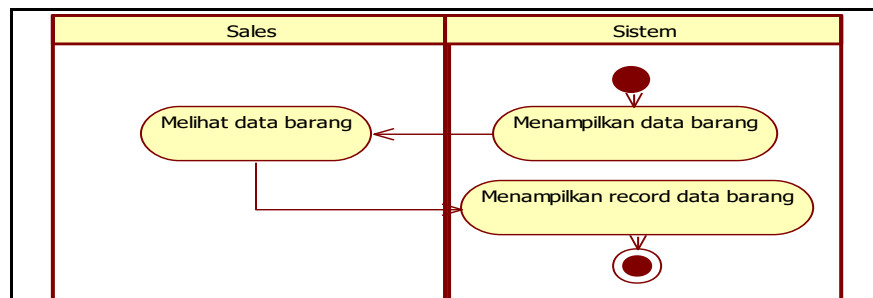 Sales
Sistem
Melihat data barang
Menampilkan data barang
Menampilkan record data barang